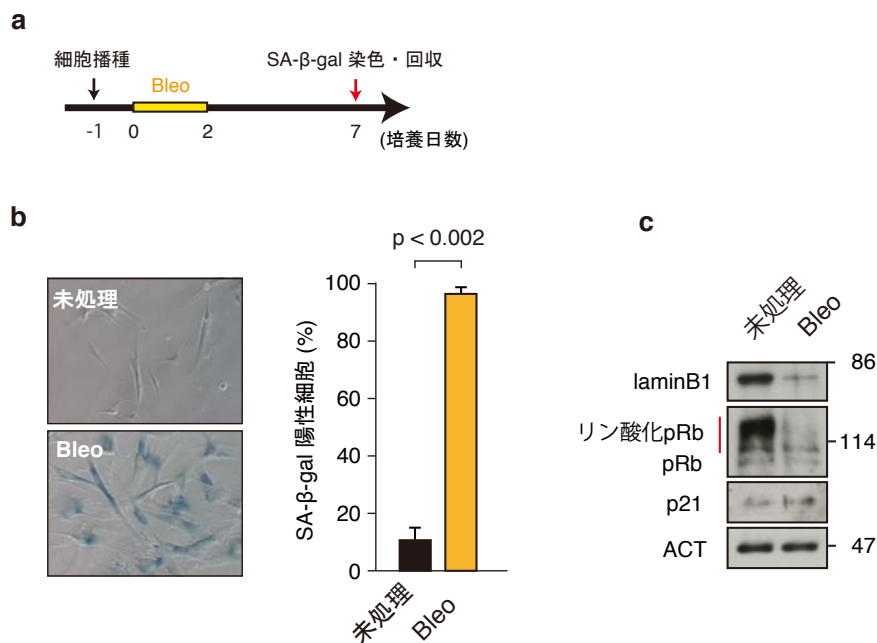 a
細胞播種
SA-β-gal 染色・回収
Bleo
-1
0
2
7
(培養日数)
b
未処理
Bleo
p < 0.002
SA-β-gal 陽性細胞 (%)
100
80
60
40
20
0
未処理
Bleo
c
未処理
Bleo
86
laminB1
リン酸化pRb
114
pRb
p21
ACT
47